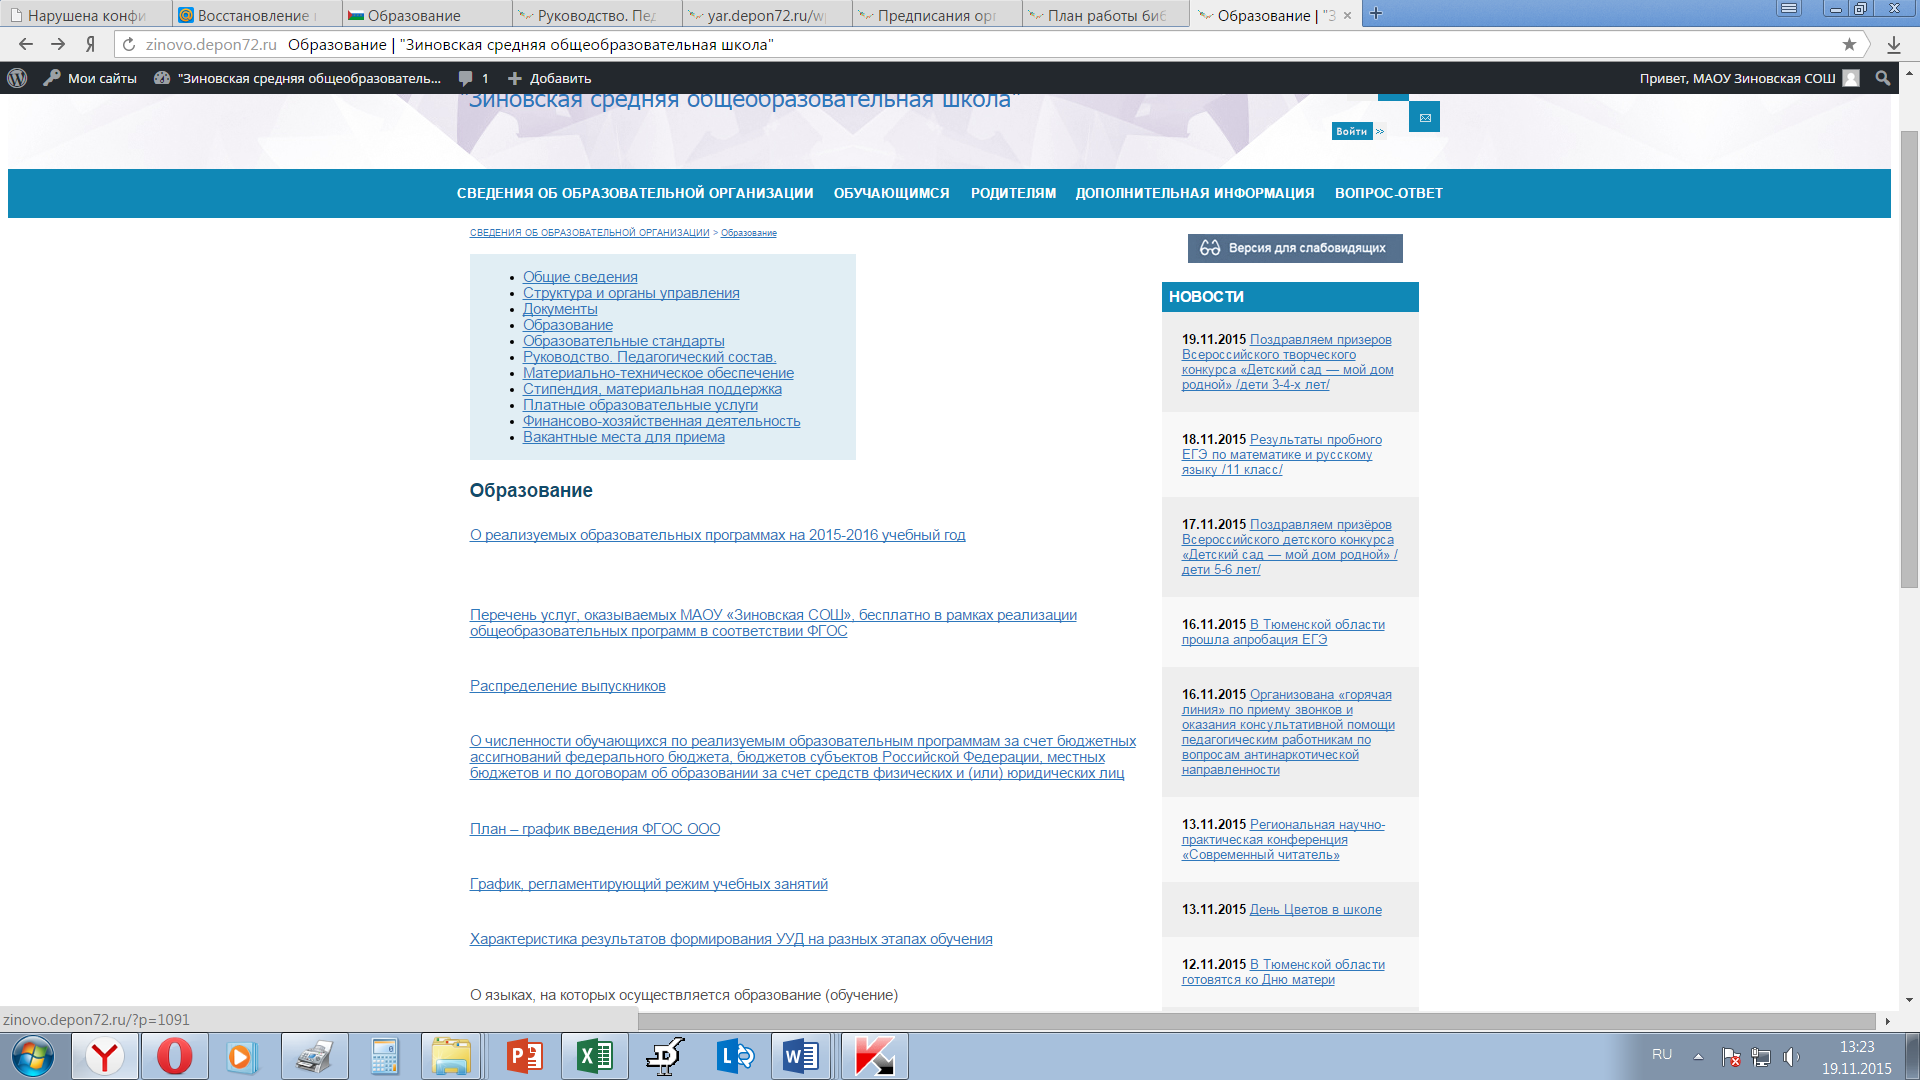 Нарушена конфи
Восстановление
Образование
Руководство. Пед
yar.depon72.ru/w
Предписания орг
План работы биб
Образование | "З
zinovo.depon72.ru Образование | "Зиновская средняя общеобразовательная школа"
Мои сайты "Зиновская средняя общеобразователь... 1 Добавить Привет, МАОУ Зиновская СОШ
"Зиновская средняя общеобразовательная школа"
Войти >>
СВЕДЕНИЯ ОБ ОБРАЗОВАТЕЛЬНОЙ ОРГАНИЗАЦИИ ОБУЧАЮЩИМСЯ РОДИТЕЛЯМ ДОПОЛНИТЕЛЬНАЯ ИНФОРМАЦИЯ ВОПРОС-ОТВЕТ
СВЕДЕНИЯ ОБ ОБРАЗОВАТЕЛЬНОЙ ОРГАНИЗАЦИИ > Образование
Общие сведения
Структура и органы управления
Документы
Образование
Образовательные стандарты
Руководство. Педагогический состав.
Материально-техническое обеспечение
Стипендия, материальная поддержка
Платные образовательные услуги
Финансово-хозяйственная деятельность
Вакантные места для приема
Образование
О реализуемых образовательных программах на 2015-2016 учебный год
Перечень услуг, оказываемых МАОУ «Зиновская СОШ», бесплатно в рамках реализации
общеобразовательных программ в соответствии ФГОС
Распределение выпускников
О численности обучающихся по реализуемым образовательным программам за счет бюджетных
ассигнований федерального бюджета, бюджетов субъектов Российской Федерации, местных
бюджетов и по договорам об образовании за счет средств физических и (или) юридических лиц
План – график введения ФГОС ООО
График, регламентирующий режим учебных занятий
Характеристика результатов формирования УУД на разных этапах обучения
О языках, на которых осуществляется образование (обучение)
Версия для слабовидящих
НОВОСТИ
19.11.2015 Поздравляем призеров
Всероссийского творческого
конкурса «Детский сад — мой дом
родной» /дети 3-4-х лет/
18.11.2015 Результаты пробного
ЕГЭ по математике и русскому
языку /11 класс/
17.11.2015 Поздравляем призёров
Всероссийского детского конкурса
«Детский сад — мой дом родной» /
дети 5-6 лет/
16.11.2015 В Тюменской области
прошла апробация ЕГЭ
16.11.2015 Организована «горячая
линия» по приему звонков и
оказания консультативной помощи
педагогическим работникам по
вопросам антинаркотической
направленности
13.11.2015 Региональная научно-
практическая конференция
«Современный читатель»
13.11.2015 День Цветов в школе
12.11.2015 В Тюменской области
готовятся ко Дню матери
zinovo.depon72.ru/?p=1091
RU
13:23
19.11.2015